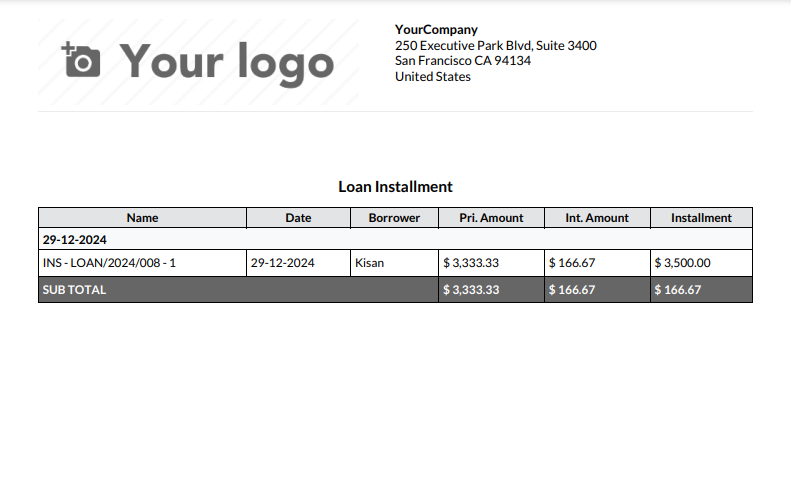 Your logo
YourCompany
250 Executive Park Blvd, Suite 3400
San Francisco CA 94134
United States
Loan Installment
Name Date Borrower Pri. Amount Int. Amount Installment
29-12-2024
INS - LOAN/2024/008 - 1 29-12-2024 Kisan $ 3,333.33 $ 166.67 $ 3,500.00
SUB TOTAL $ 3,333.33 $ 166.67 $ 166.67